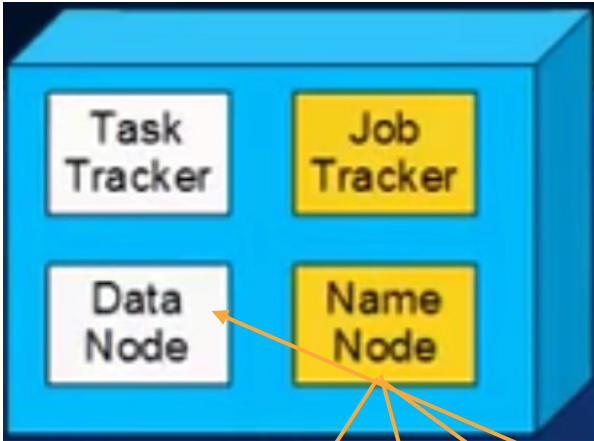 Task
Tracker
Job
Tracker
Data
Node
Name
Node